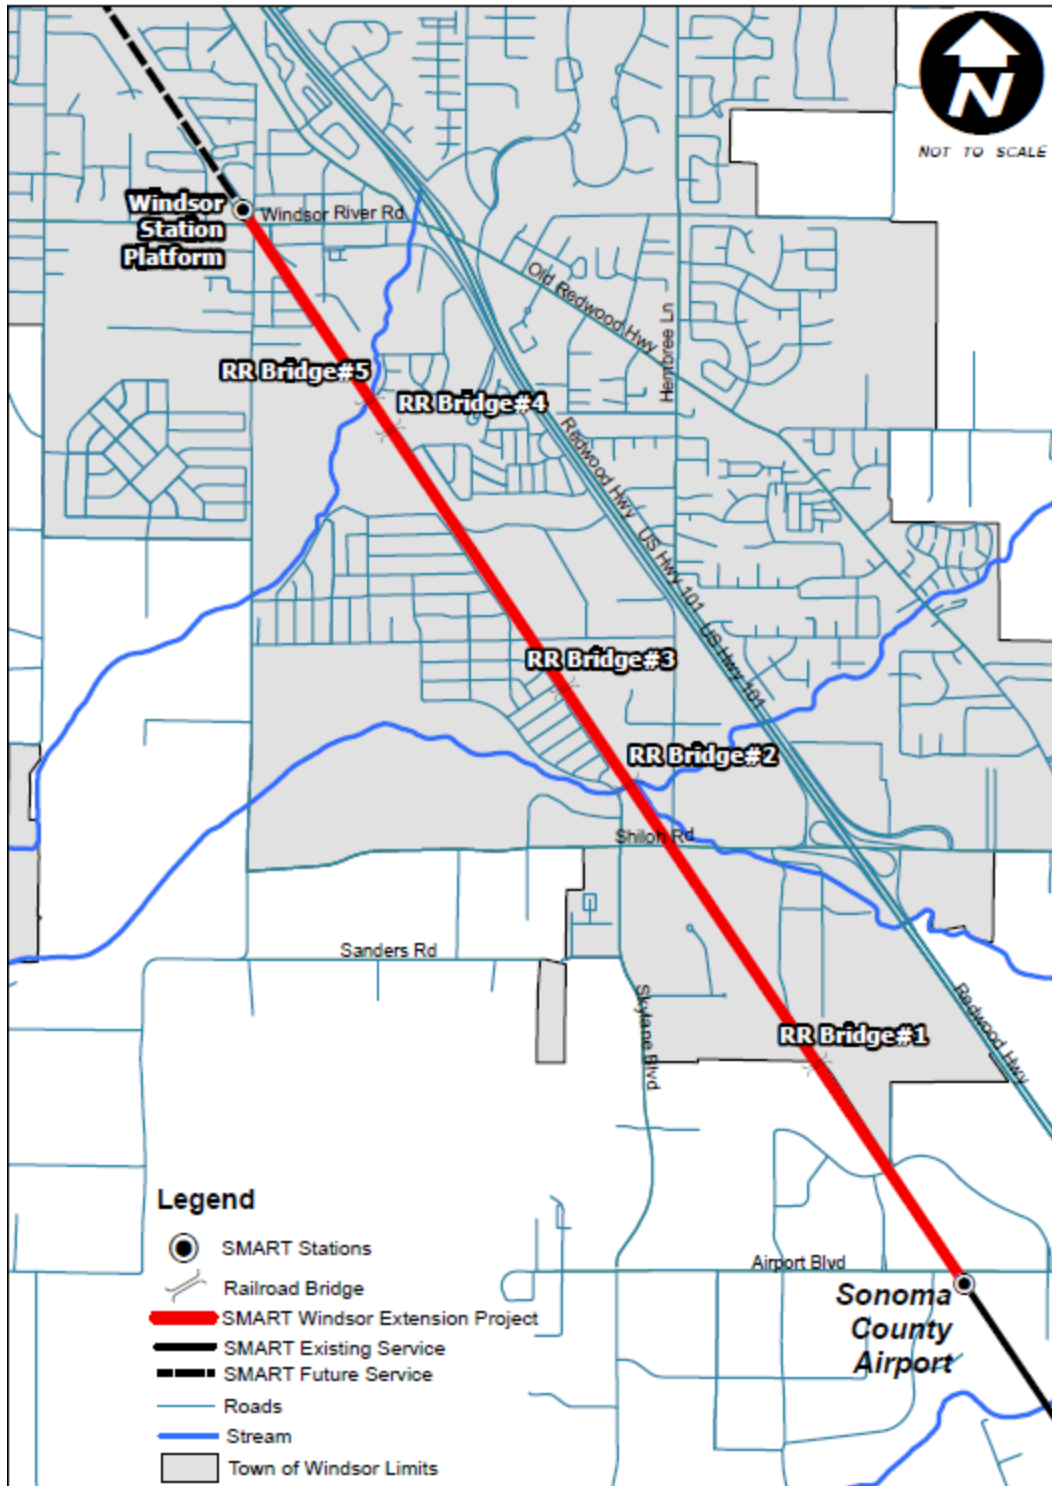 N
NOT TO SCALE
Windsor
Station
Platform
Windsor River Rd
Old Redwood Hwy
Hembree Ln
RR Bridge#5
RR Bridge#4
Redwood Hwy
US Hwy 101
US Hwy 101
RR Bridge#3
RR Bridge#2
Shiloh Rd
Sanders Rd
Skylane Blvd
Redwood Hwy
RR Bridge#1
Airport Blvd
Sonoma
County
Airport
Legend
SMART Stations
Railroad Bridge
SMART Windsor Extension Project
SMART Existing Service
SMART Future Service
Roads
Stream
Town of Windsor Limits